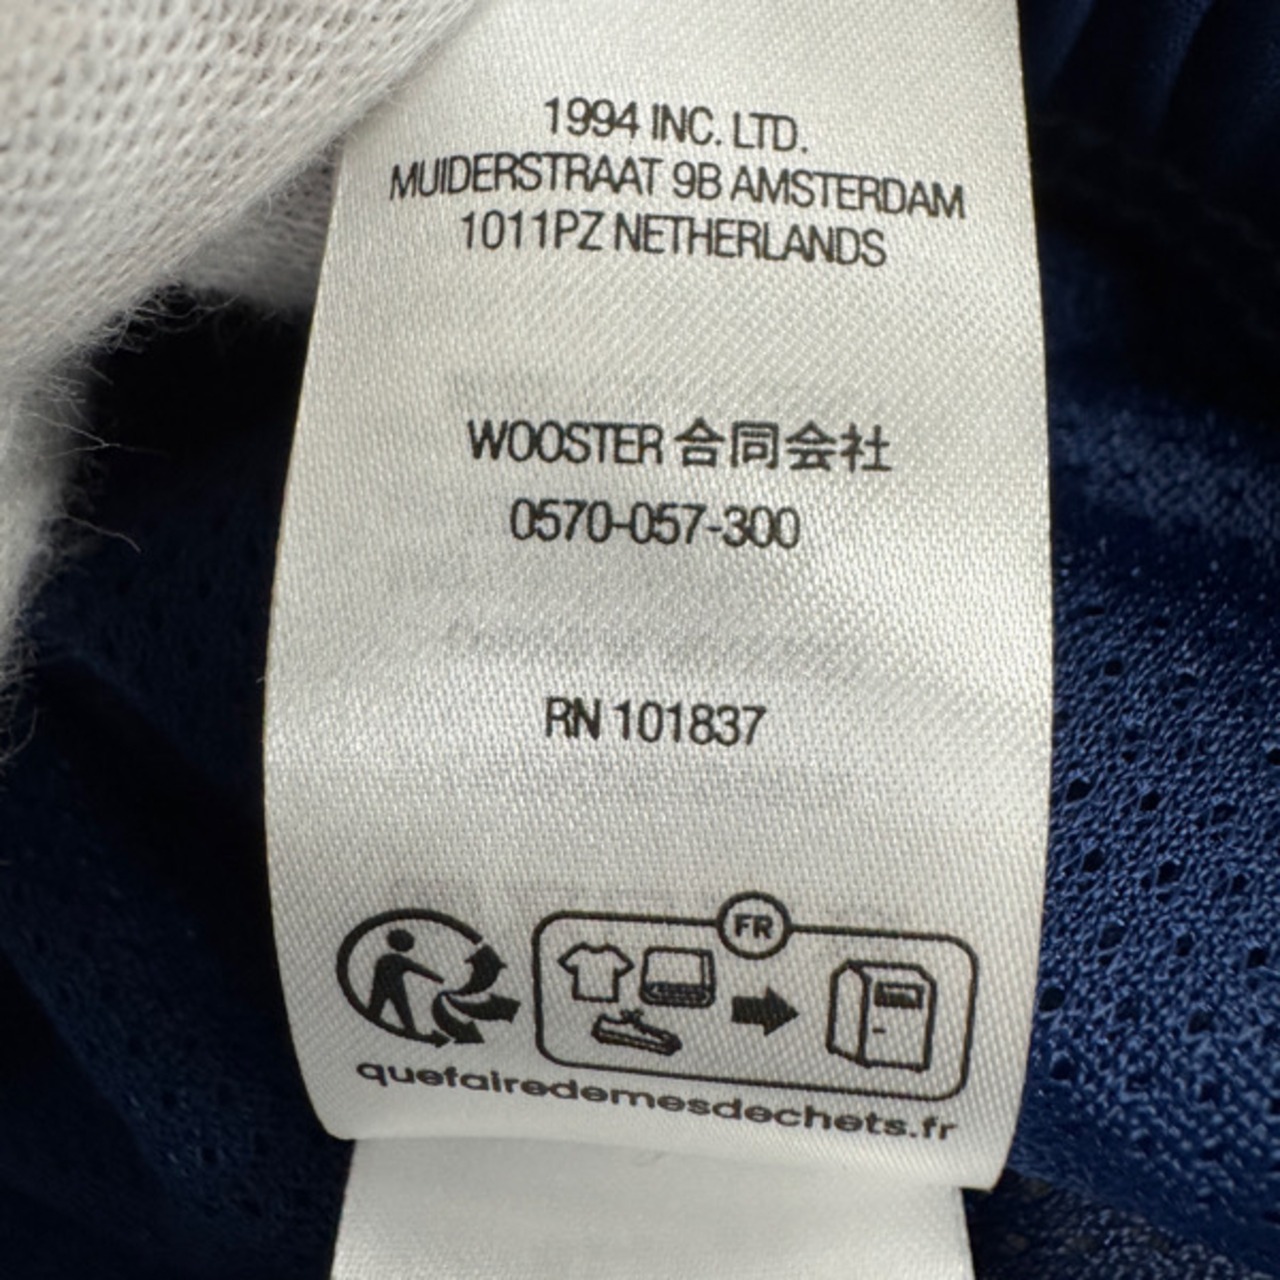 1994 INC. LTD.
MUIDERSTRAAT 9B AMSTERDAM
1011PZ NETHERLANDS
WOOSTER 合同会社
0570-057-300
RN 101837
FR
quefairedemesdechets.fr